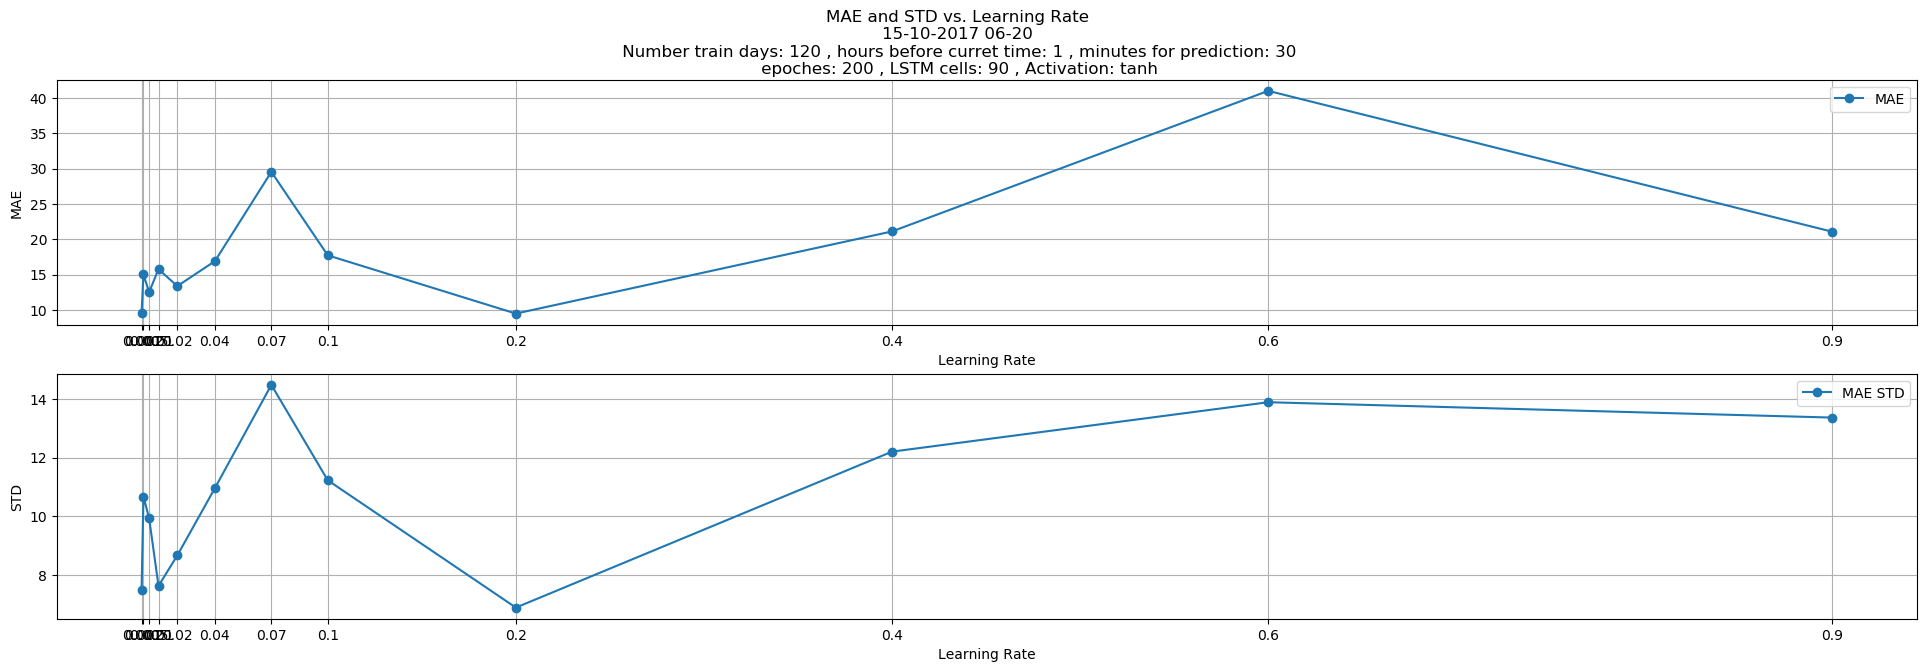 MAE and STD vs. Learning Rate
15-10-2017 06-20
Number train days: 120 , hours before curret time: 1 , minutes for prediction: 30
epoches: 200 , LSTM cells: 90 , Activation: tanh
40
35
30
25
20
15
10
MAE
MAE
0.02 0.04 0.07 0.1 0.2 0.4 0.6 0.9
Learning Rate
14
12
10
8
STD
MAE STD
0.02 0.04 0.07 0.1 0.2 0.4 0.6 0.9
Learning Rate